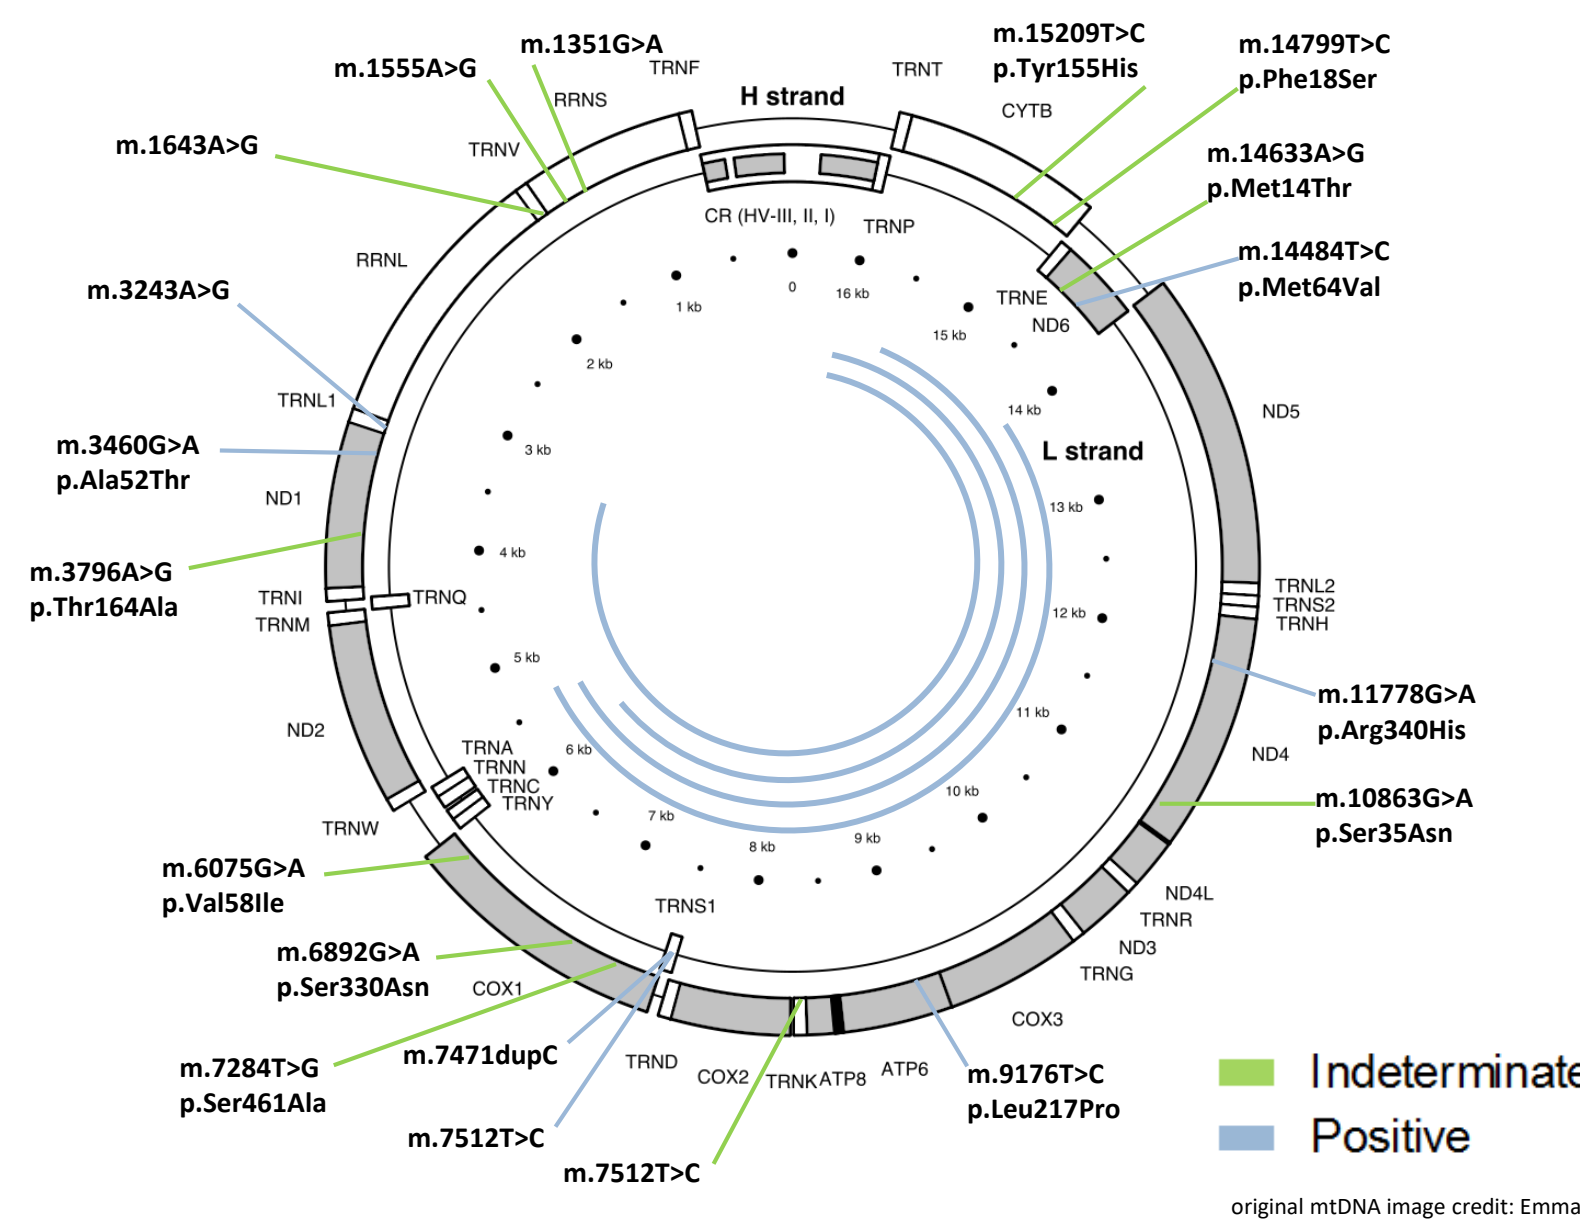 m.1351G>A
m.1555A>G
m.15209T>C
p.Tyr155His
m.14799T>C
p.Phe18Ser
TRNF
TRNT
RRNS
H strand
CYTB
m.1643A>G
TRNV
m.14633A>G
p.Met14Thr
CR (HV-III, II, I)
TRNP
RRNL
m.14484T>C
p.Met64Val
m.3243A>G
0
16 kb
1 kb
15 kb
TRNE
ND6
2 kb
TRNL1
14 kb
ND5
m.3460G>A
p.Ala52Thr
3 kb
L strand
ND1
13 kb
4 kb
m.3796A>G
p.Thr164Ala
TRNI
TRNM
TRNQ
12 kb
TRNL2
TRNS2
TRNH
5 kb
m.11778G>A
p.Arg340His
11 kb
ND2
6 kb
ND4
TRNA
TRNN
TRNC
TRNY
10 kb
m.10863G>A
p.Ser35Asn
TRNW
7 kb
8 kb
9 kb
m.6075G>A
p.Val58Ile
TRNS1
ND4L
TRNR
ND3
TRNG
m.6892G>A
p.Ser330Asn
COX1
COX3
m.7284T>G
p.Ser461Ala
m.7471dupC
TRND
COX2
TRNK
ATP8
ATP6
m.9176T>C
p.Leu217Pro
m.7512T>C
m.7512T>C
Indeterminate
Positive
original mtDNA image credit: Emma